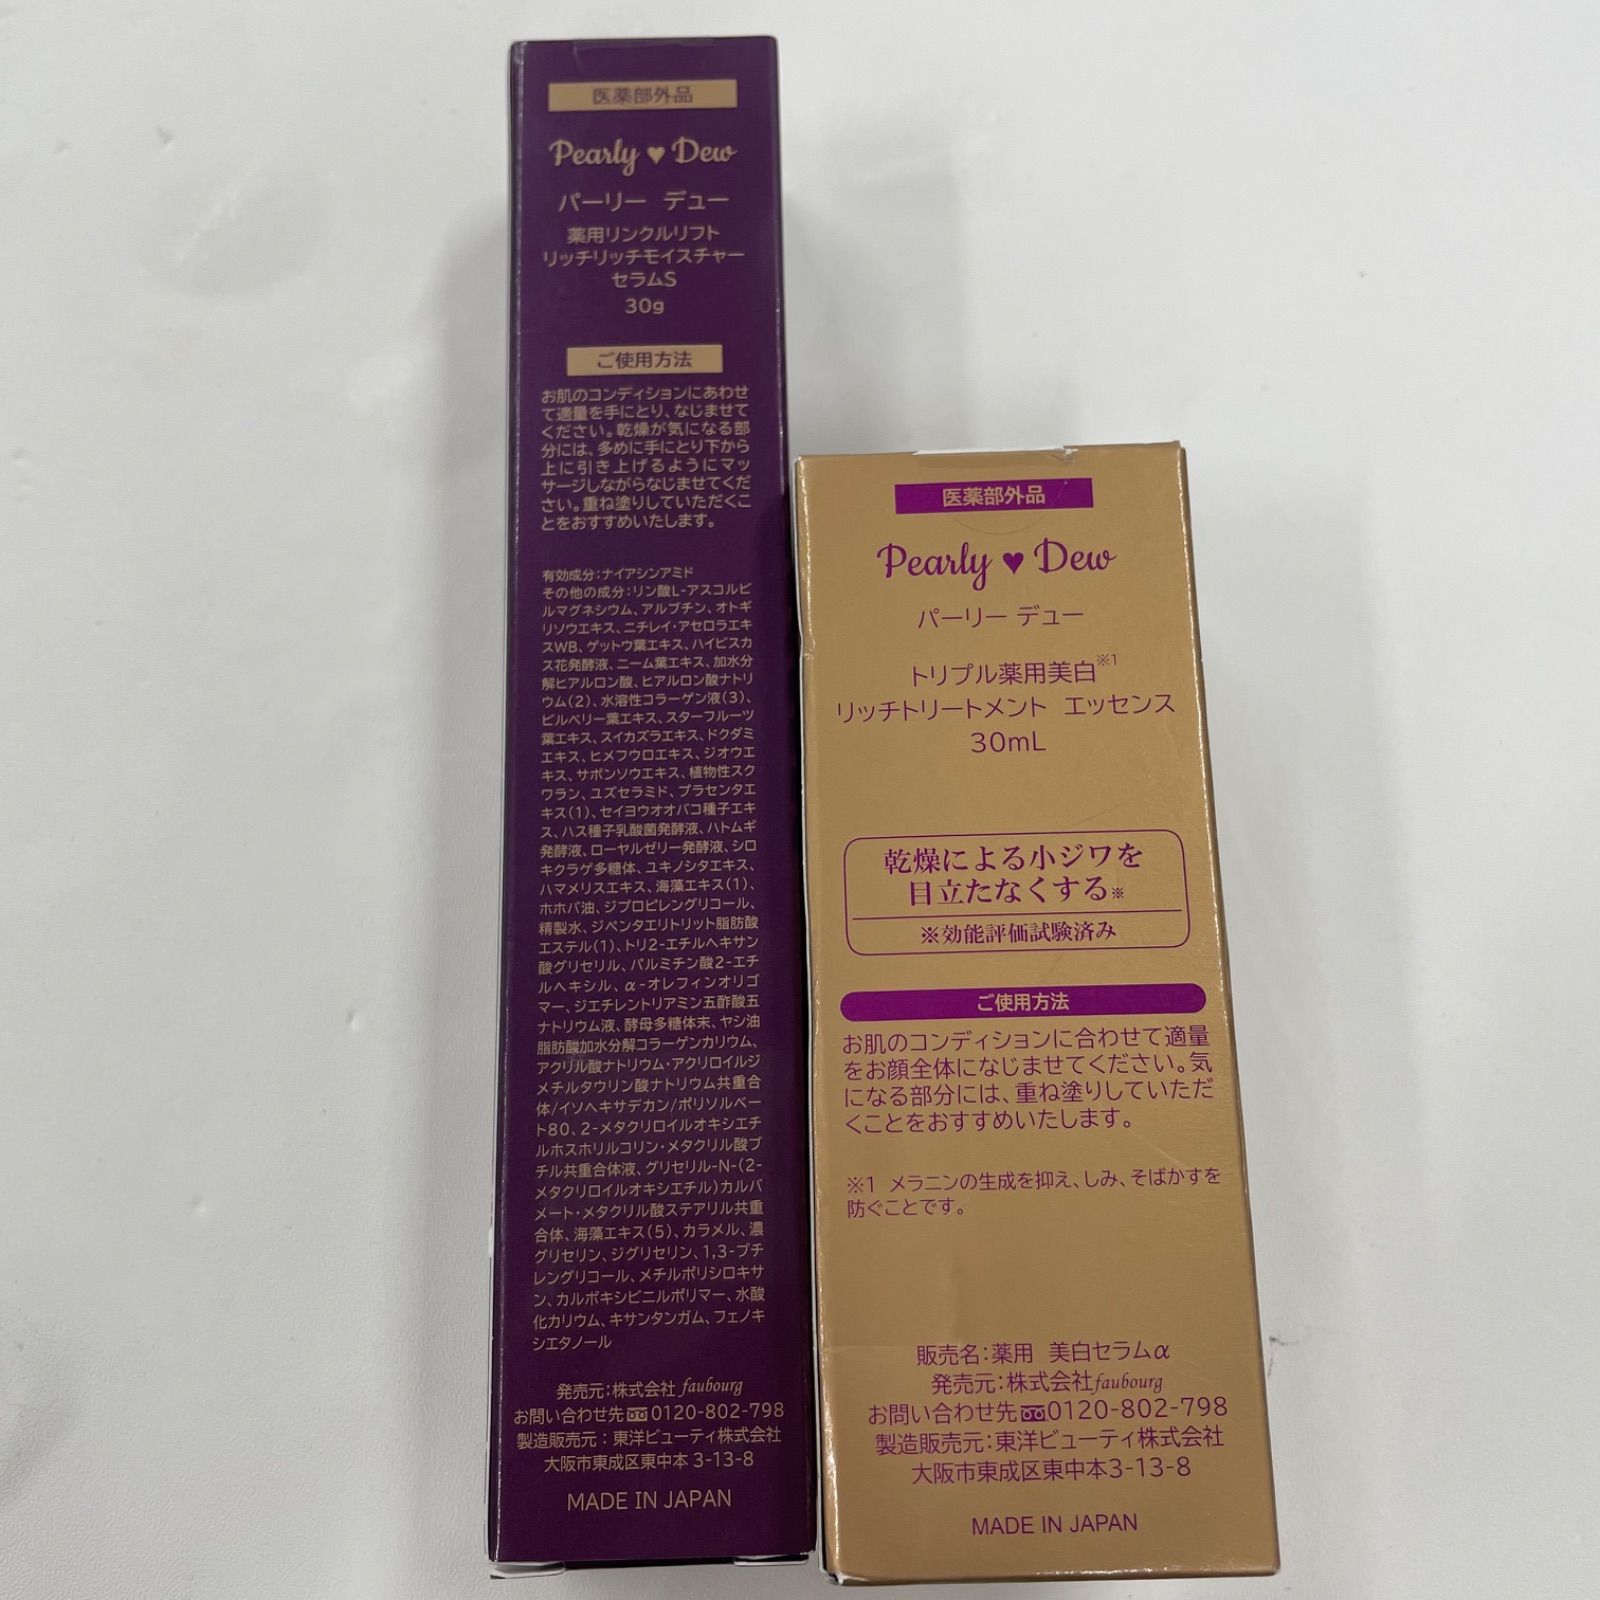 医薬部外品
Pearly ♥ Dew
パーリー デュー
薬用リンクルリフト
リッチリッチモイスチャー
セラムS
30g
ご使用方法
お肌のコンディションにあわせ
て適量を手にとり、なじませて
ください。乾燥が気になる部
分には、多めに手にとり下から
上に引き上げるようにマッ
サージしながらなじませてくだ
さい。重ね塗りしていただくこ
とをおすすめいたします。
有効成分：ナイアシンアミド
その他の成分：リン酸L-アスコルビ
ルマグネシウム、アルブチン、オトギ
リソウエキス、ニチレイ・アセロラエキ
スWB、ゲットウ葉エキス、ハイビスカ
ス花発酵液、ニーム葉エキス、加水分
解ヒアルロン酸、ヒアルロン酸ナトリ
ウム(2)、水溶性コラーゲン液(3)、
ビルベリー葉エキス、スターフルーツ
葉エキス、スイカズラエキス、ドクダミ
エキス、ヒメフウロエキス、ジオウエ
キス、サボンソウエキス、植物性スク
ワラン、ユズセラミド、プラセンタエ
キス(1)、セイヨウオオバコ種子エキ
ス、ハス種子乳酸菌発酵液、ハトムギ
発酵液、ローヤルゼリー発酵液、シロ
キクラゲ多糖体、ユキノシタエキス、
ハマメリスエキス、海藻エキス(1)、
ホホバ油、ジプロピレングリコール、
精製水、ジペンタエリトリット脂肪酸
エステル(1)、トリ2-エチルヘキサン
酸グリセリル、パルミチン酸2-エチ
ルヘキシル、α-オレフィンオリゴ
マー、ジエチレントリアミン五酢酸五
ナトリウム液、酵母多糖体末、ヤシ油
脂肪酸加水分解コラーゲンカリウム、
アクリル酸ナトリウム・アクリロイルジ
メチルタウリン酸ナトリウム共重合
体/イソヘキサデカン/ポリソルベー
ト80、2-メタクリロイルオキシエチ
ルホスホリルコリン・メタクリル酸ブ
チル共重合体液、グリセリル-N-(2-
メタクリロイルオキシエチル)カルバ
メート・メタクリル酸ステアリル共重
合体、海藻エキス(5)、カラメル、濃
グリセリン、ジグリセリン、1,3-ブチ
レングリコール、メチルポリシロキサ
ン、カルボキシビニルポリマー、水酸
化カリウム、キサンタンガム、フェノキ
シエタノール
発売元：株式会社 faubourg
お問い合わせ先 0120-802-798
製造販売元：東洋ビューティ株式会社
大阪市東成区東中本 3-13-8
MADE IN JAPAN
医薬部外品
Pearly ♥ Dew
パーリー デュー
トリプル薬用美白※1
リッチトリートメント エッセンス
30mL
乾燥による小ジワを
目立たなくする※
※効能評価試験済み
ご使用方法
お肌のコンディションに合わせて適量
をお顔全体になじませてください。気
になる部分には、重ね塗りしていただ
くことをおすすめいたします。
※1 メラニンの生成を抑え、しみ、そばかすを
防ぐことです。
販売名：薬用 美白セラムα
発売元：株式会社faubourg
お問い合わせ先 0120-802-798
製造販売元：東洋ビューティ株式会社
大阪市東成区東中本3-13-8
MADE IN JAPAN